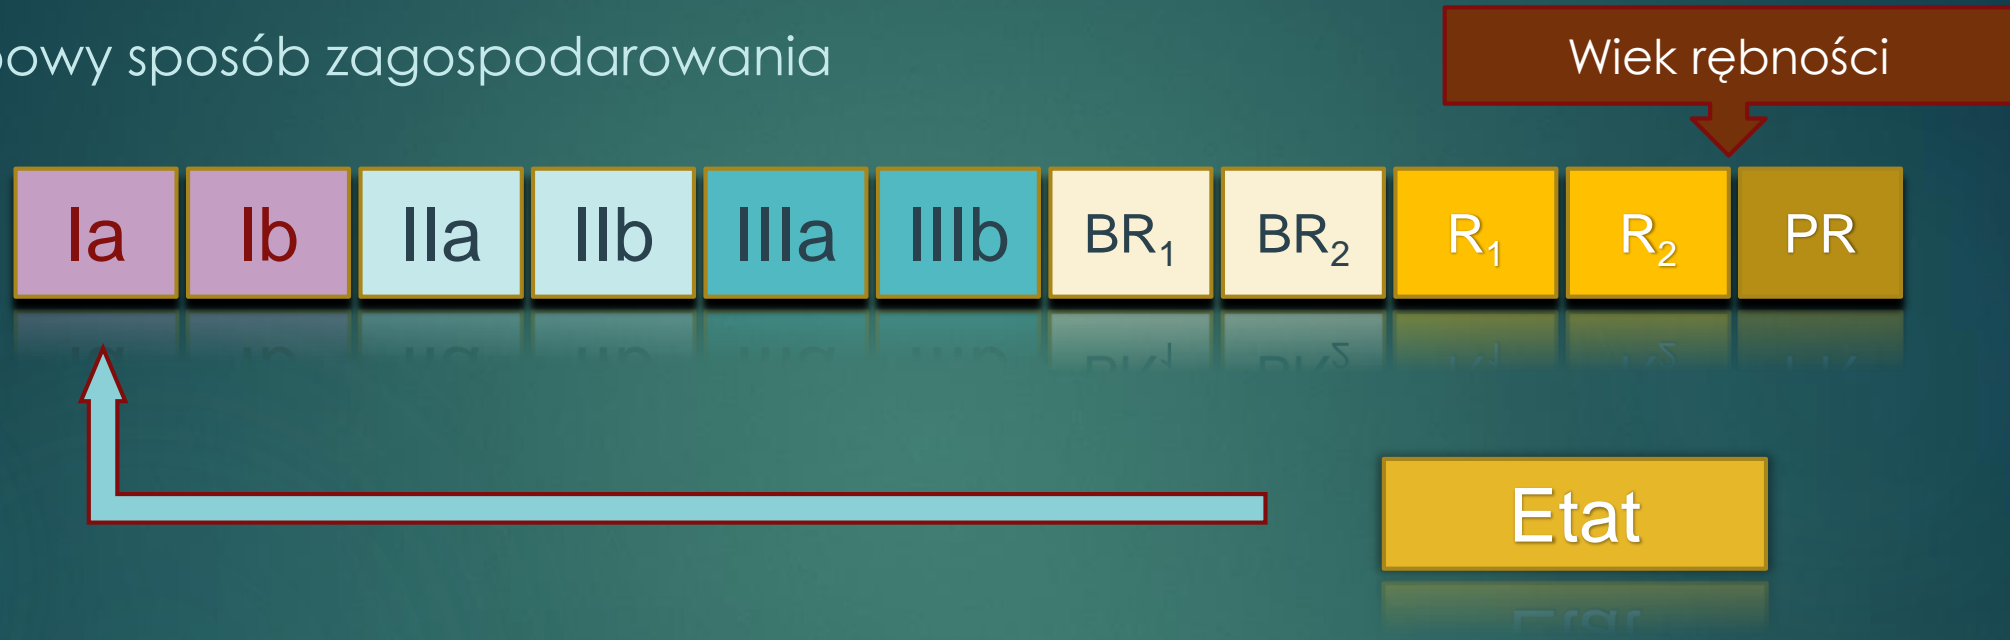 sposób zagospodarowania
Wiek rębności
Ia Ib IIa IIb IIIa IIIb BR₁ BR₂ R₁ R₂ PR
Etat